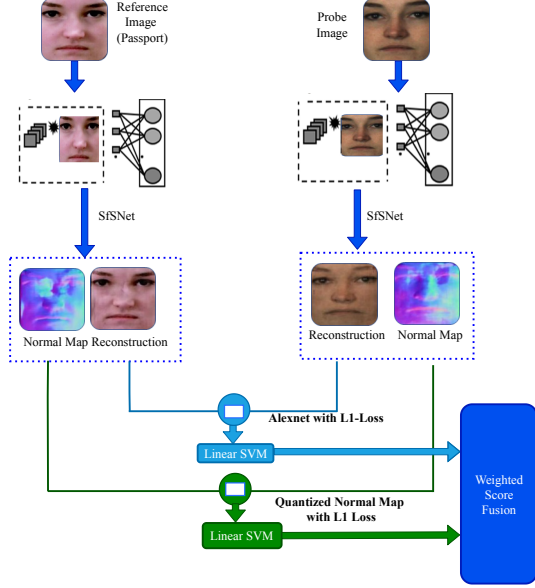 Reference
Image
(Passport)
Probe
Image
SfSNet
SfSNet
Normal Map
Reconstruction
Reconstruction
Normal Map
Alexnet with L1-Loss
Linear SVM
Quantized Normal Map
with L1 Loss
Linear SVM
Weighted
Score
Fusion